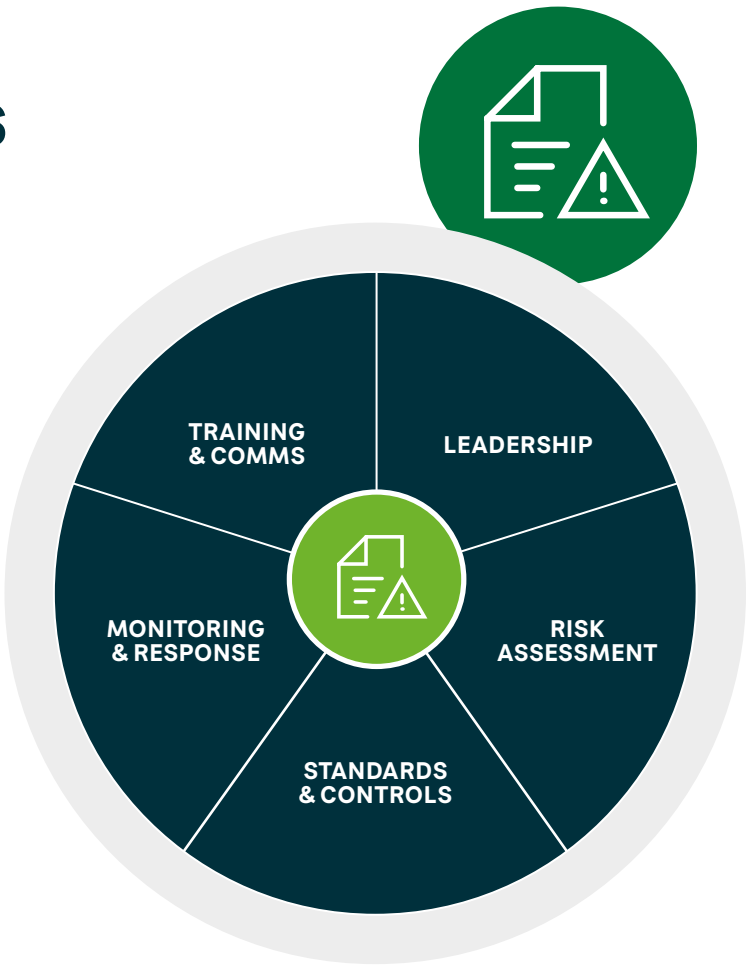 S
TRAINING
& COMMS
LEADERSHIP
MONITORING
& RESPONSE
RISK
ASSESSMENT
STANDARDS
& CONTROLS